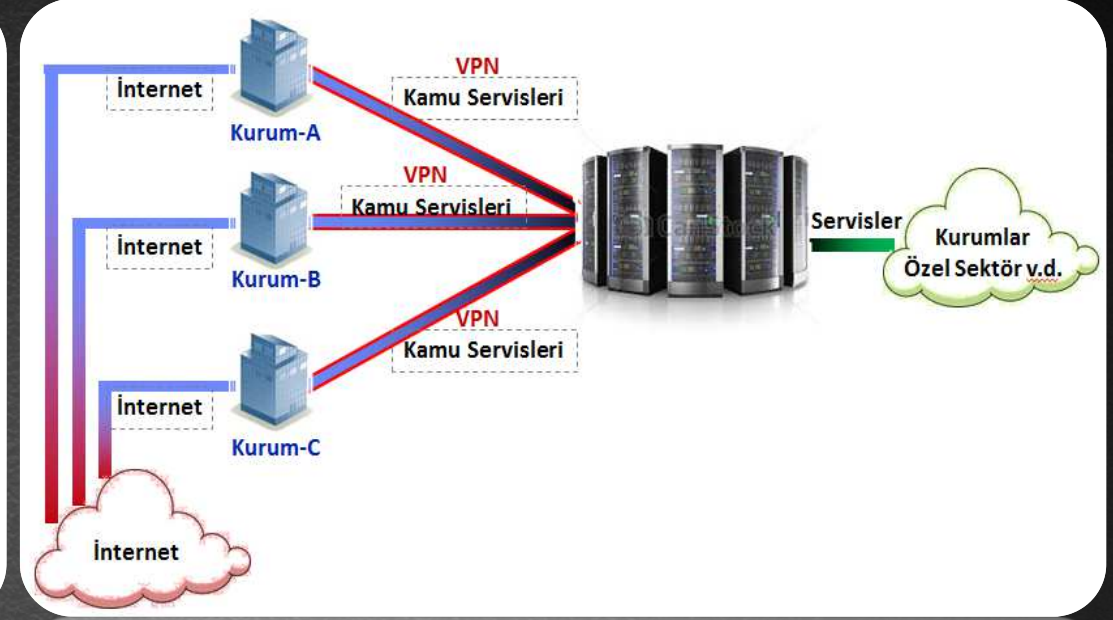 İnternet
Kurum-A
VPN
Kamu Servisleri
İnternet
Kurum-B
VPN
Kamu Servisleri
İnternet
Kurum-C
VPN
Kamu Servisleri
Servisler
Kurumlar
Özel Sektör v.d.
İnternet